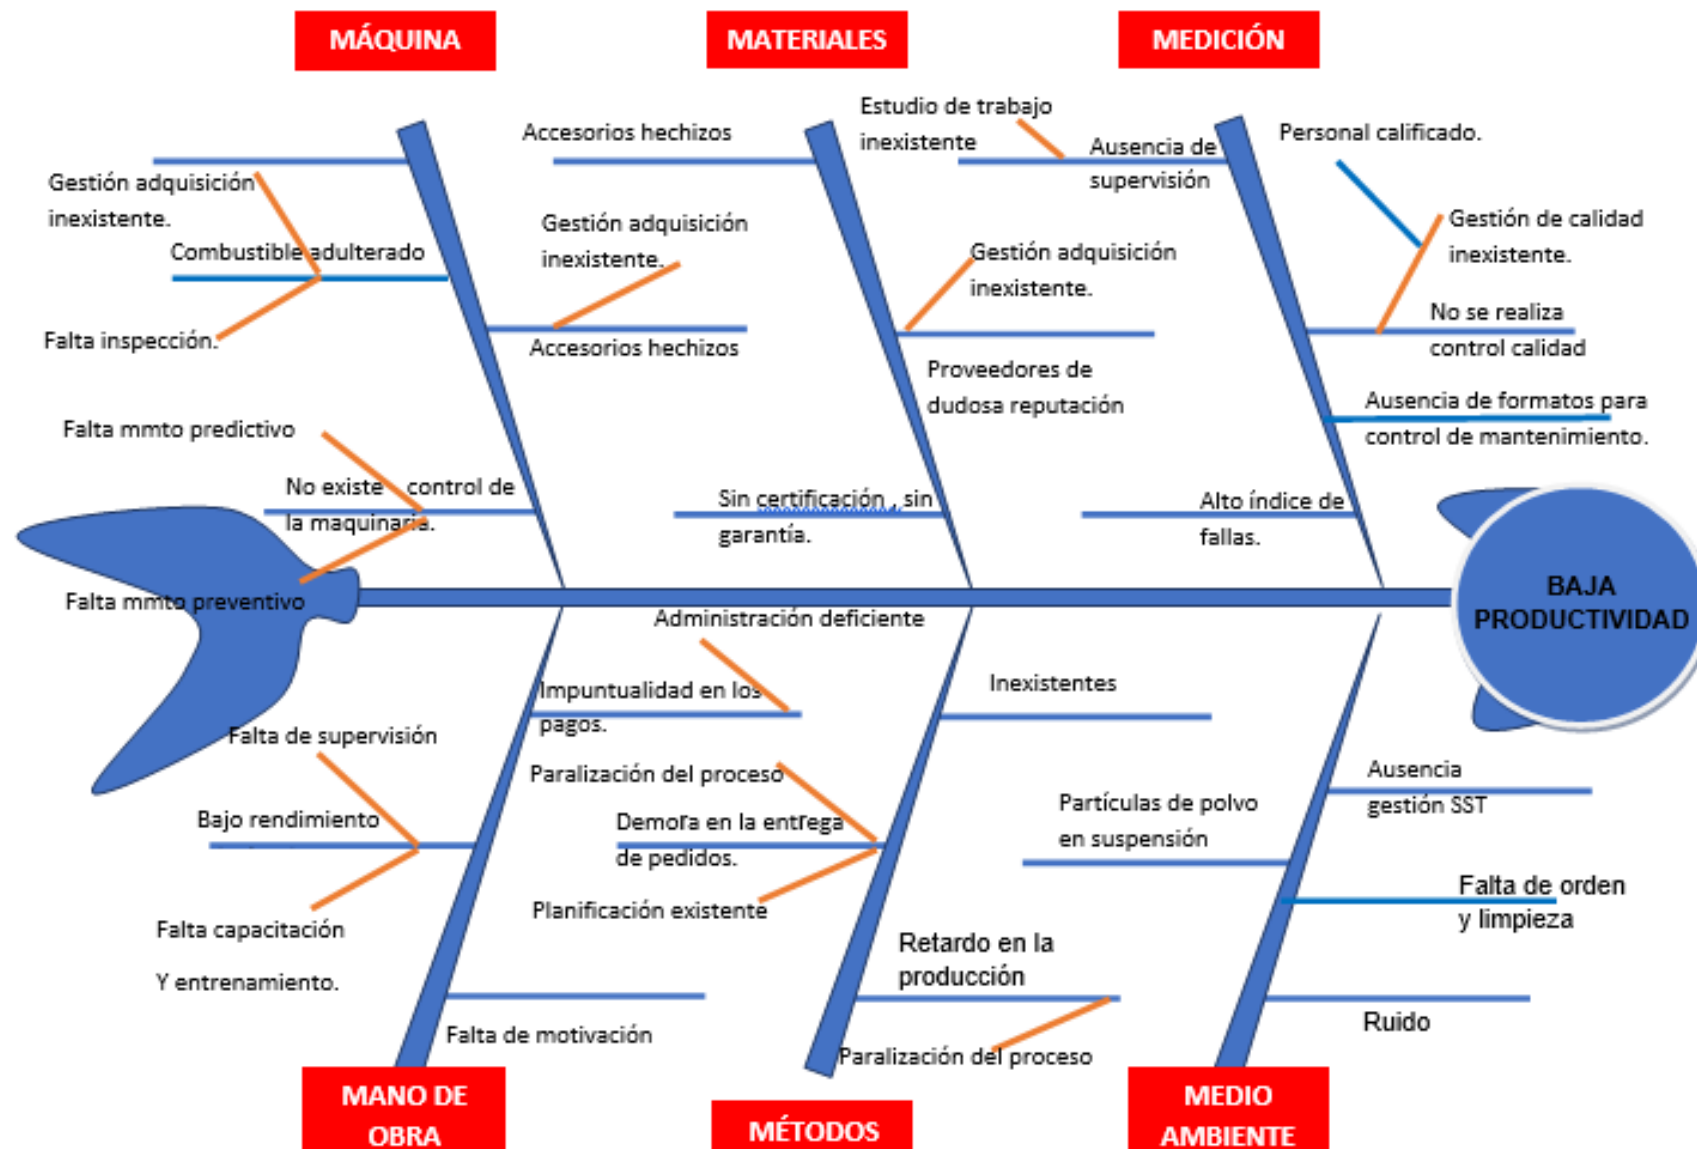 MÁQUINA
MATERIALES
MEDICIÓN
Gestión adquisición
inexistente.
Combustible adulterado
Falta inspección.
Falta mmto predictivo
No existe control de
la maquinaria.
Falta mmto preventivo
Accesorios hechizos
Gestión adquisición
inexistente.
Accesorios hechizos
Gestión adquisición
inexistente.
Proveedores de
dudosa reputación
Sin certificación , sin
garantía.
Estudio de trabajo
inexistente
Ausencia de
supervisión
Personal calificado.
Gestión de calidad
inexistente.
No se realiza
control calidad
Ausencia de formatos para
control de mantenimiento.
Alto índice de
fallas.
BAJA
PRODUCTIVIDAD
Administración deficiente
Impuntualidad en los
pagos.
Falta de supervisión
Bajo rendimiento
Falta capacitación
Y entrenamiento.
Falta de motivación
Inexistentes
Paralización del proceso
Demora en la entrega
de pedidos.
Planificación existente
Retardo en la
producción
Paralización del proceso
Ausencia
gestión SST
Partículas de polvo
en suspensión
Falta de orden
y limpieza
Ruido
MANO DE
OBRA
MÉTODOS
MEDIO
AMBIENTE